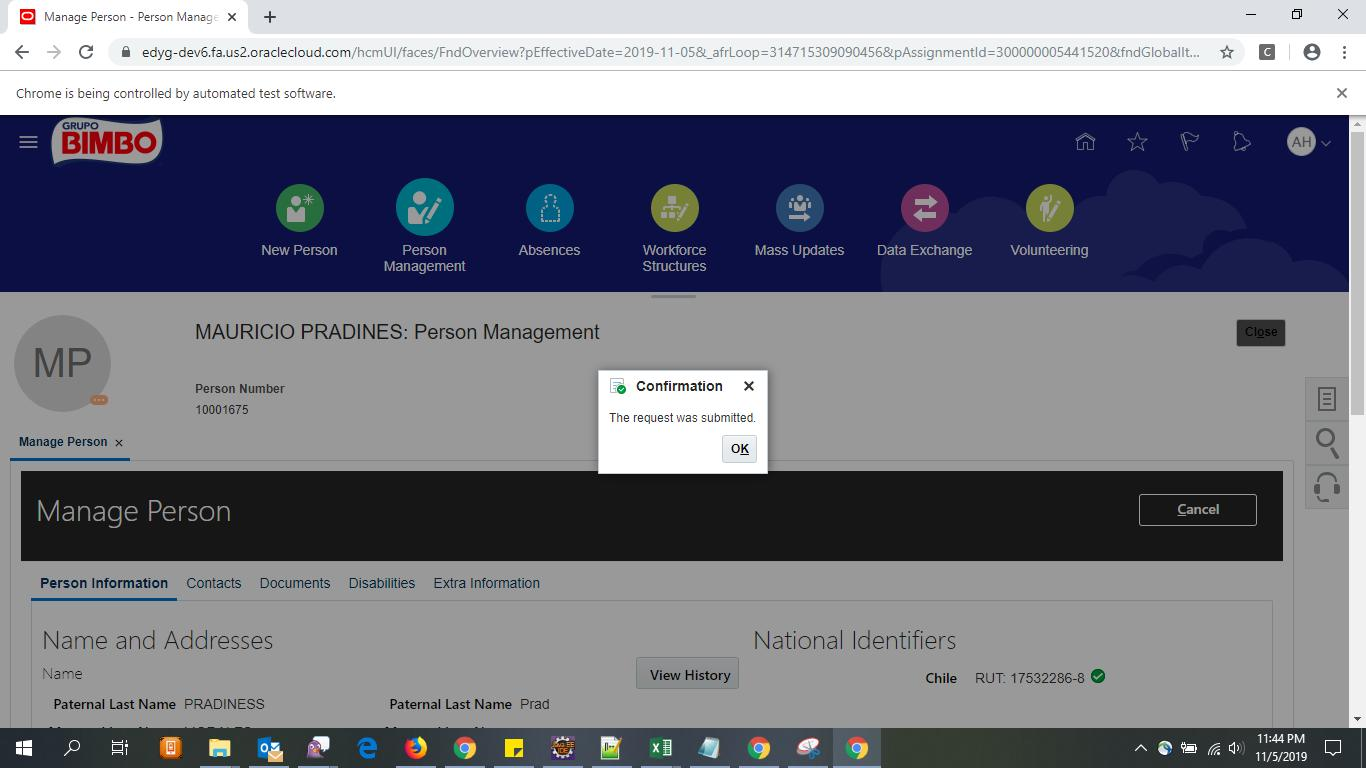 Manage Person - Person Manage
edyg-dev6.fa.us2.oraclecloud.com/hcmUI/faces/FndOverview?pEffectiveDate=2019-11-05&_afrLoop=314715309090456&pAssignmentId=300000005441520&fndGlobalIt...
C
Chrome is being controlled by automated test software.
GRUPO
BIMBO
AH
New Person
Person
Management
Absences
Workforce
Structures
Mass Updates
Data Exchange
Volunteering
MP
MAURICIO PRADINES: Person Management
Close
Person Number
10001675
Confirmation
The request was submitted.
OK
Manage Person
Manage Person
Cancel
Person Information Contacts Documents Disabilities Extra Information
Name and Addresses
National Identifiers
Name
View History
Chile RUT: 17532286-8
Paternal Last Name PRADINESS
Paternal Last Name Prad
11:44 PM
11/5/2019